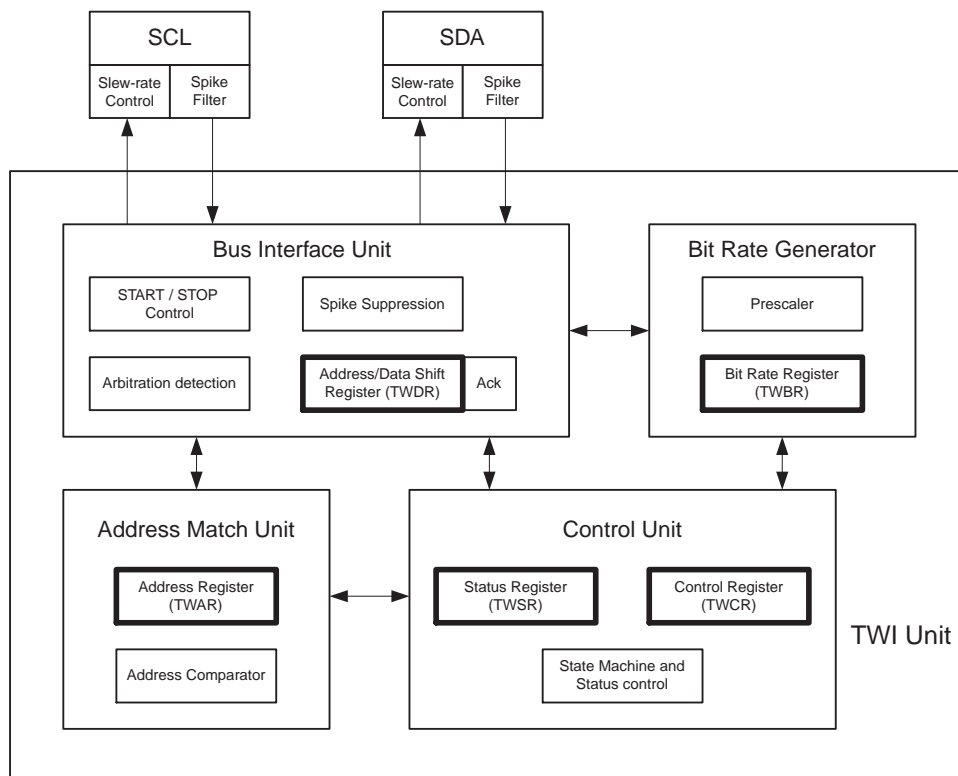 SCL
SDA
Slew-rate
Control
Spike
Filter
Slew-rate
Control
Spike
Filter
Bus Interface Unit
START / STOP
Control
Spike Suppression
Arbitration detection
Address/Data Shift
Register (TWDR)
Ack
Bit Rate Generator
Prescaler
Bit Rate Register
(TWBR)
Address Match Unit
Address Register
(TWAR)
Address Comparator
Control Unit
Status Register
(TWSR)
Control Register
(TWCR)
State Machine and
Status control
TWI Unit